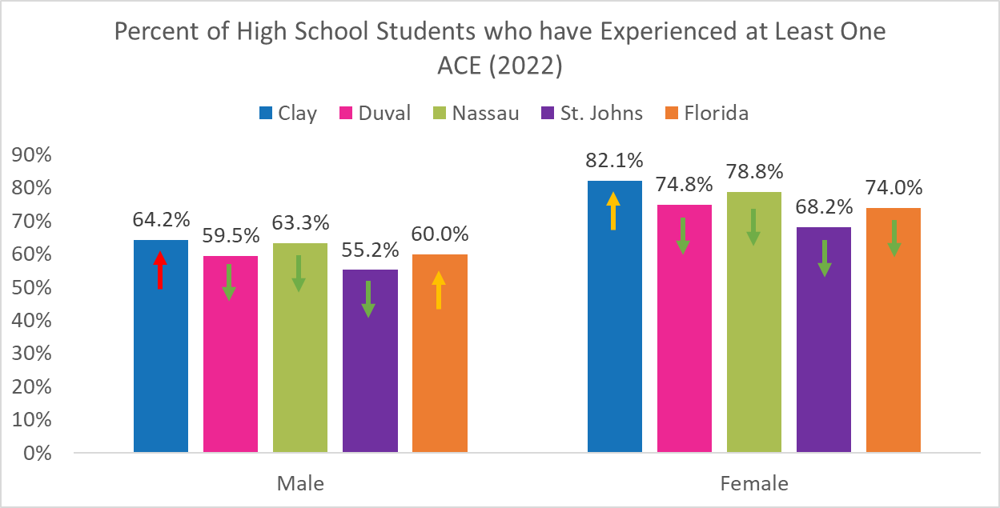 Percent of High School Students who have Experienced at Least One
ACE (2022)
Clay Duval Nassau St. Johns Florida
90%
80%
70%
60%
50%
40%
30%
20%
10%
0%
64.2% 59.5% 63.3% 55.2% 60.0%
82.1% 74.8% 78.8% 68.2% 74.0%
Male Female